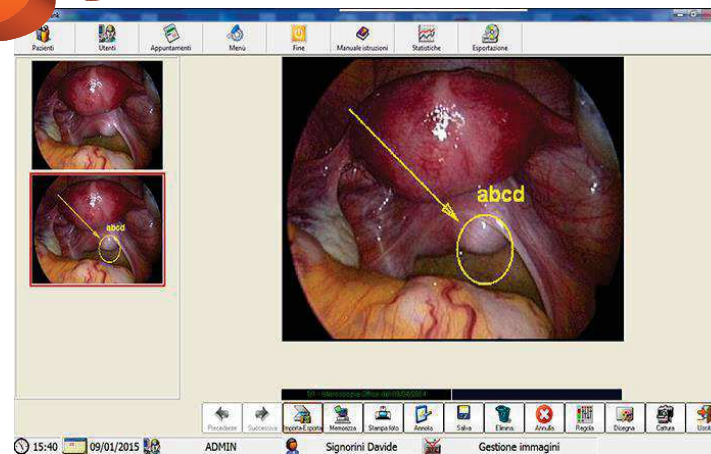 Pazienti Utenti Appuntamenti Menù Fine Manuale istruzioni Statistiche Esportazione
abcd
abcd
Precedente Successiva Importa-Esporta Memorizza Stampa foto Annota Salva Elimina Annulla Regola Disegna Cattura
15:40 09/01/2015 ADMIN Signorini Davide Gestione immagini